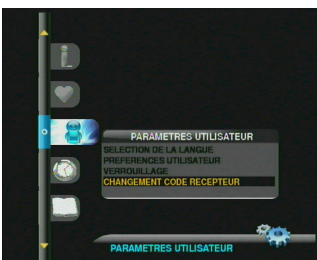 PARAMETRES UTILISATEUR
SELECTION DE LA LANGUE
PREFERENCES UTILISATEUR
VERROUILLAGE
CHANGEMENT CODE RECEPTEUR
PARAMETRES UTILISATEUR